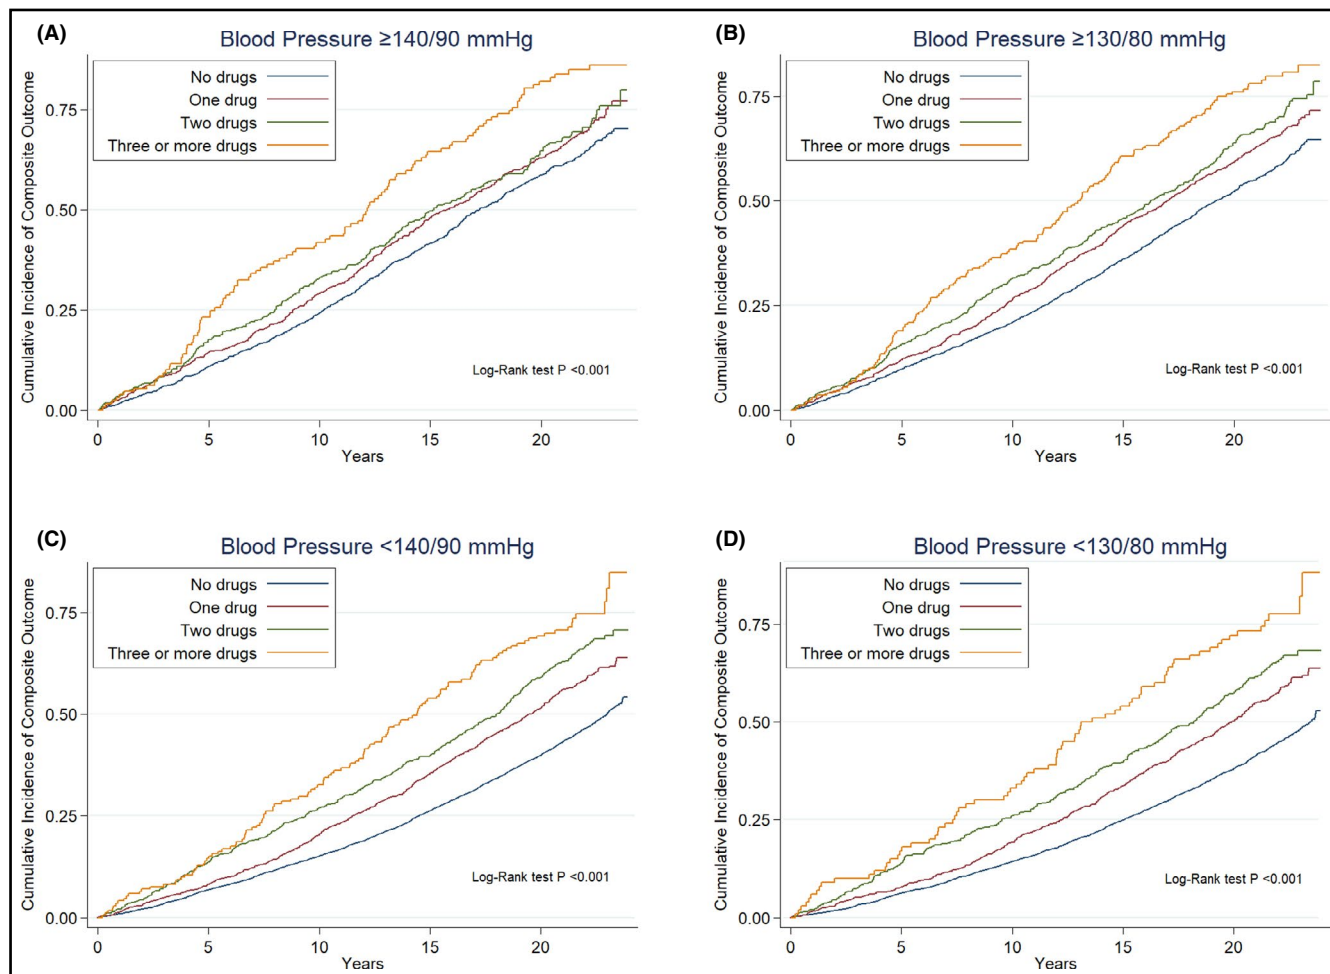 (A)
Blood Pressure ≥140/90 mmHg
No drugs
One drug
Two drugs
Three or more drugs
Cumulative Incidence of Composite Outcome
0.75
0.50
0.25
0.00
Log-Rank test P <0.001
0 5 10 15 20
Years
(B)
Blood Pressure ≥130/80 mmHg
No drugs
One drug
Two drugs
Three or more drugs
Cumulative Incidence of Composite Outcome
0.75
0.50
0.25
0.00
Log-Rank test P <0.001
0 5 10 15 20
Years
(C)
Blood Pressure <140/90 mmHg
No drugs
One drug
Two drugs
Three or more drugs
Cumulative Incidence of Composite Outcome
0.75
0.50
0.25
0.00
Log-Rank test P <0.001
0 5 10 15 20
Years
(D)
Blood Pressure <130/80 mmHg
No drugs
One drug
Two drugs
Three or more drugs
Cumulative Incidence of Composite Outcome
0.75
0.50
0.25
0.00
Log-Rank test P <0.001
0 5 10 15 20
Years